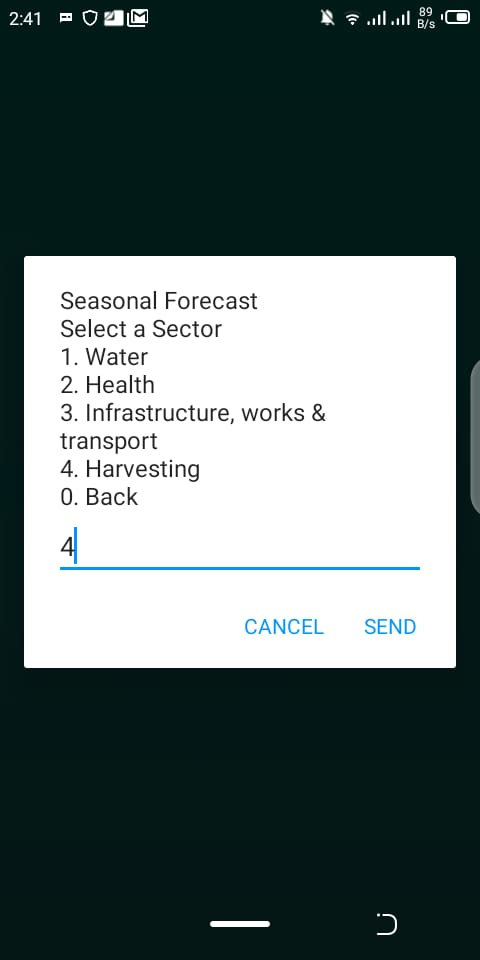 2:41
89
B/s
Seasonal Forecast
Select a Sector
1. Water
2. Health
3. Infrastructure, works &
transport
4. Harvesting
0. Back
4
CANCEL SEND